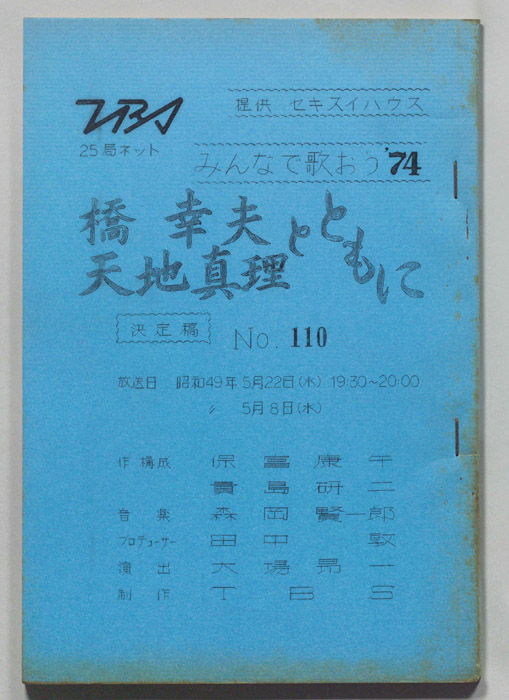 TBS
提供 セキスイハウス
25局ネット
みんなで歌おう'74
橋 幸夫
天地真理
とともに
決定稿
No. 110
放送日 昭和49年5月22日(水) 19:30~20:00
〃 5月8日(水)
作構成 保富康午
貴島研二
音楽 森岡賢一郎
プロデューサー 田中 敦
演出 大場昻一
制作 TBS